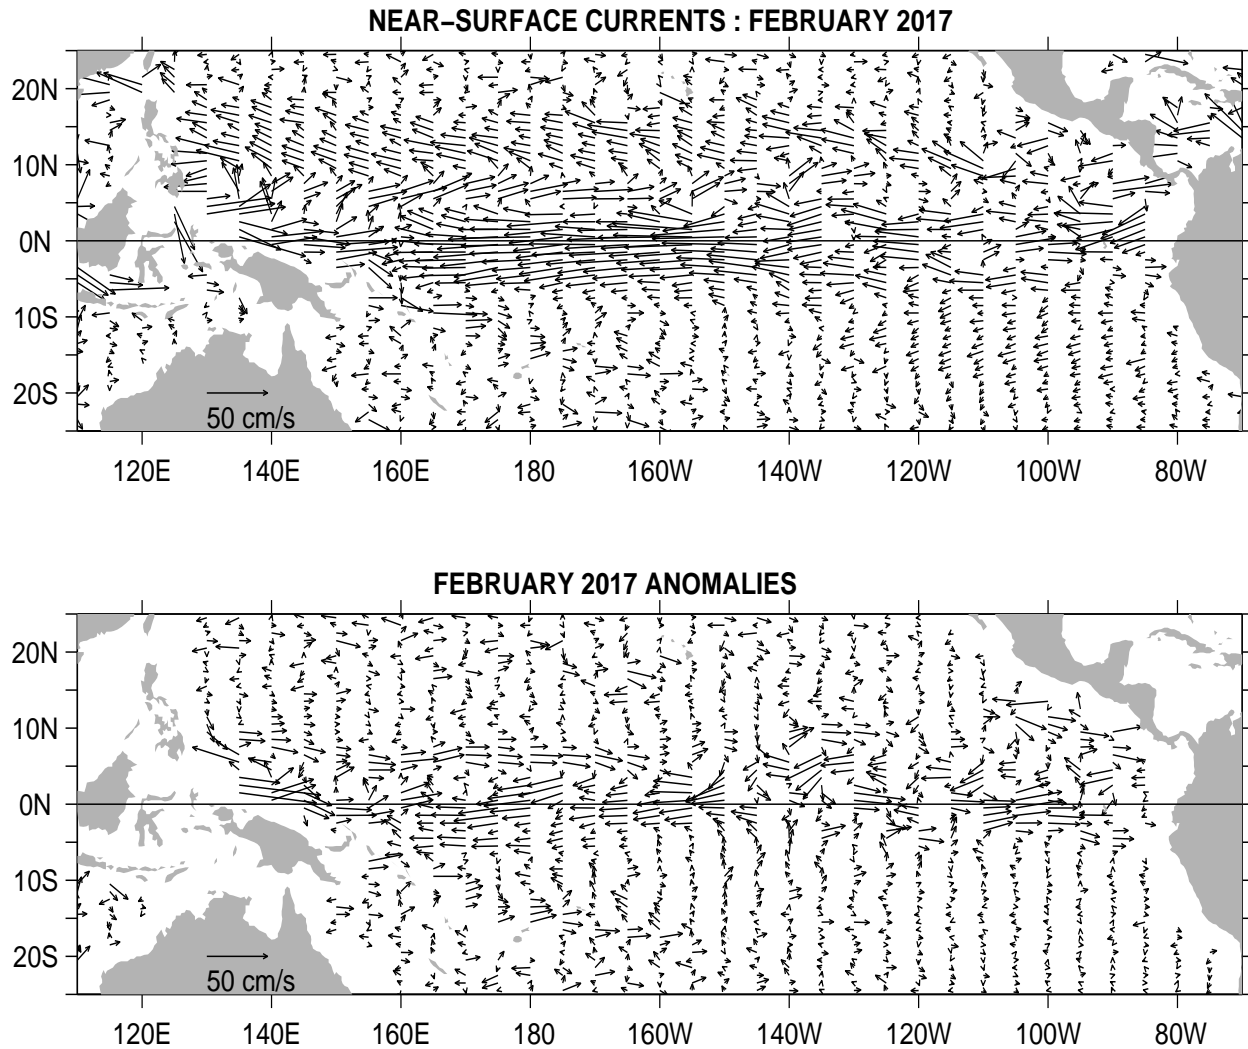 NEAR−SURFACE CURRENTS : FEBRUARY 2017
20N
10N
0N
10S
20S
50 cm/s
120E 140E 160E 180 160W 140W 120W 100W 80W
FEBRUARY 2017 ANOMALIES
20N
10N
0N
10S
20S
50 cm/s
120E 140E 160E 180 160W 140W 120W 100W 80W